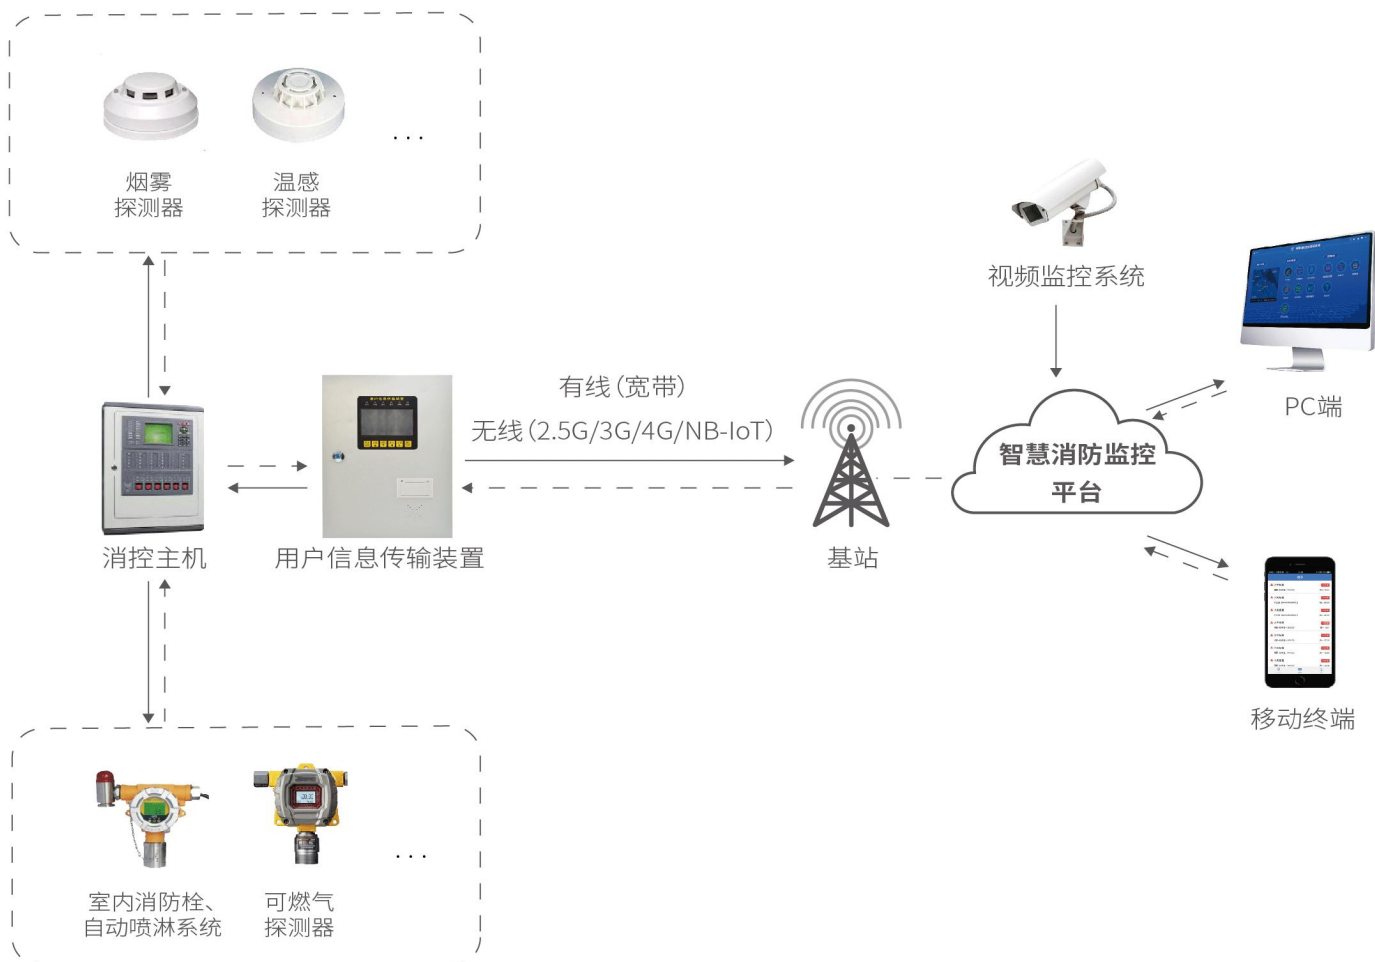 烟雾
探测器
温感
探测器
...
视频监控系统
PC端
有线(宽带)
无线(2.5G/3G/4G/NB-IoT)
智慧消防监控
平台
消控主机
用户信息传输装置
基站
移动终端
室内消防栓、
自动喷淋系统
可燃气
探测器
...